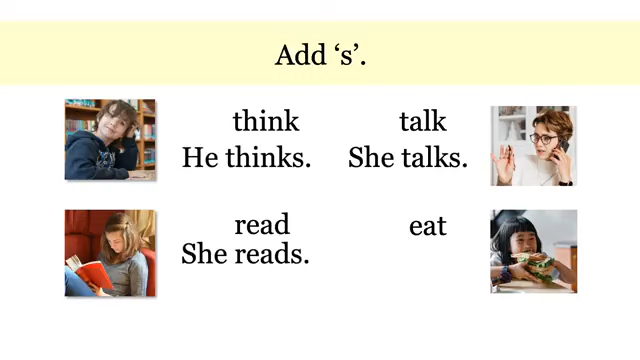 Add ‘s’.
think
He thinks.
talk
She talks.
read
She reads.
eat